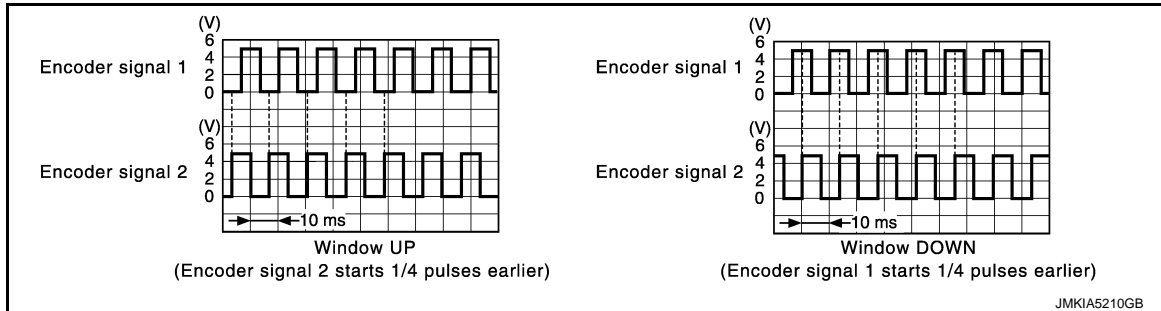 (V)
6
4
2
0
Encoder signal 1
(V)
6
4
2
0
Encoder signal 2
10 ms
Window UP
(Encoder signal 2 starts 1/4 pulses earlier)
(V)
6
4
2
0
Encoder signal 1
(V)
6
4
2
0
Encoder signal 2
10 ms
Window DOWN
(Encoder signal 1 starts 1/4 pulses earlier)
JMKIA5210GB